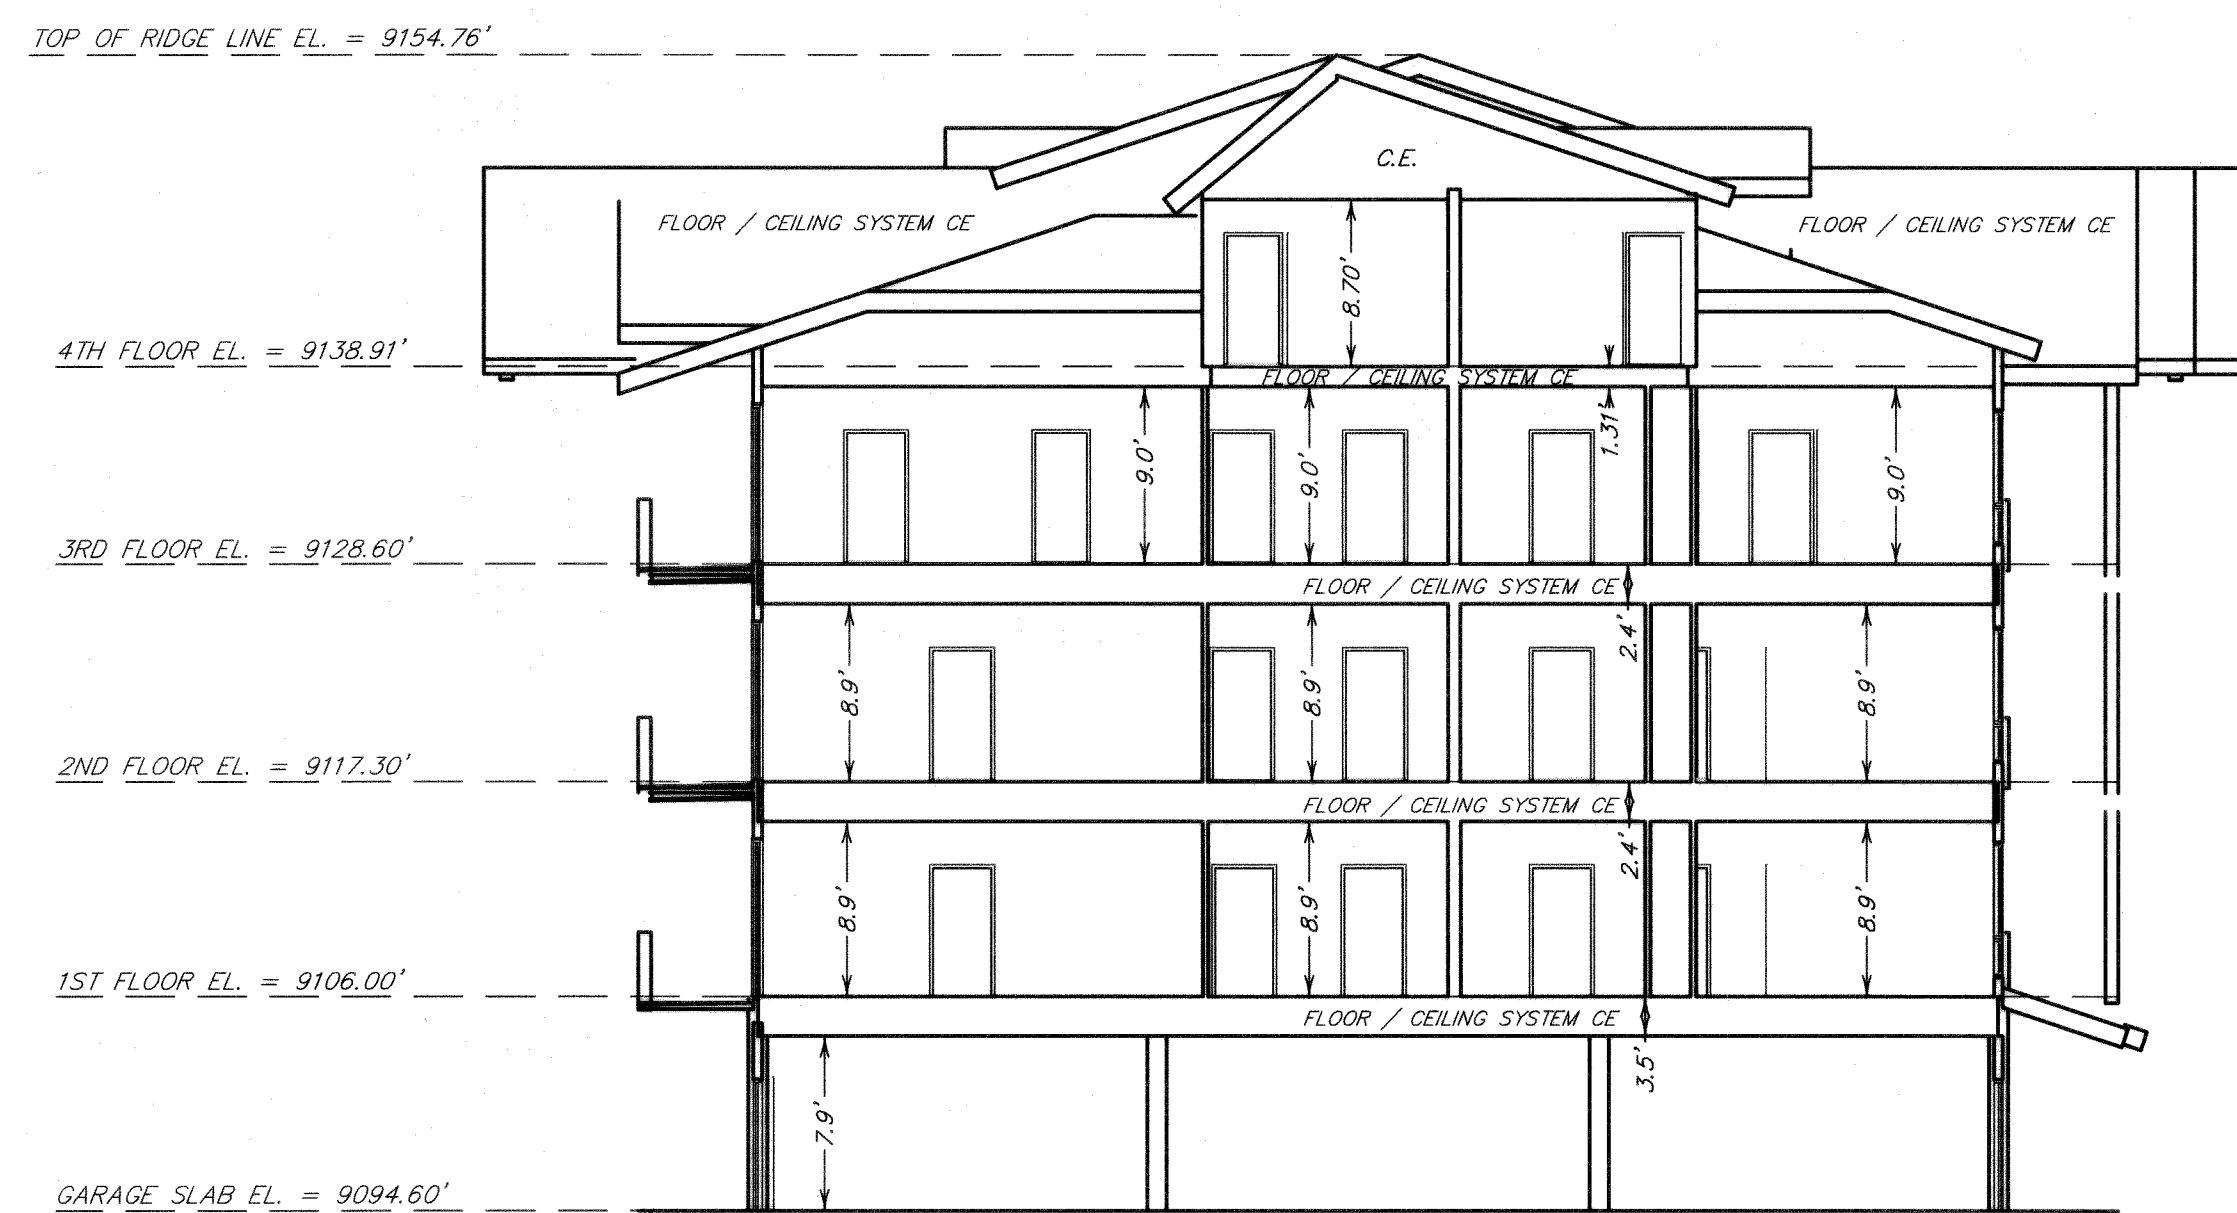 TOP OF RIDGE LINE EL. = 9154.76'
C.E.
FLOOR / CEILING SYSTEM CE
FLOOR / CEILING SYSTEM CE
8.70'
4TH FLOOR EL. = 9138.91'
FLOOR / CEILING SYSTEM CE
1.31'
9.0'
9.0'
9.0'
3RD FLOOR EL. = 9128.60'
FLOOR / CEILING SYSTEM CE
2.4'
8.9'
8.9'
8.9'
2ND FLOOR EL. = 9117.30'
FLOOR / CEILING SYSTEM CE
2.4'
8.9'
8.9'
8.9'
1ST FLOOR EL. = 9106.00'
FLOOR / CEILING SYSTEM CE
3.5'
7.9'
GARAGE SLAB EL. = 9094.60'